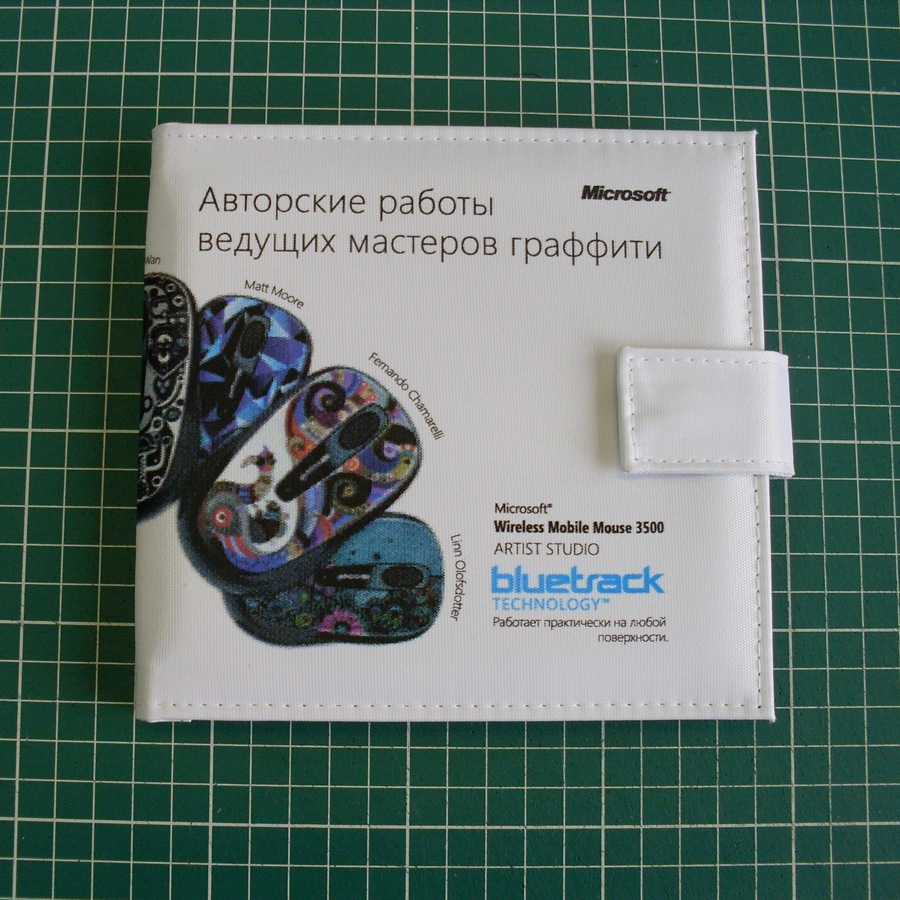 Авторские работы
ведущих мастеров граффити
Microsoft
Matt Moore
Fernando Chamarelli
Linn Olofsdotter
Microsoft®
Wireless Mobile Mouse 3500
ARTIST STUDIO
bluetrack
TECHNOLOGY™
Работает практически на любой
поверхности.